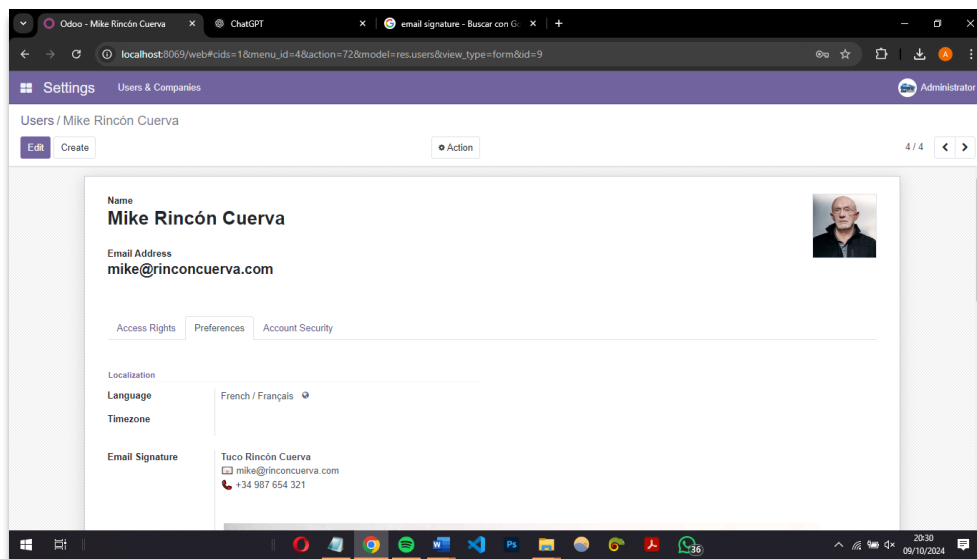 Odoo - Mike Rincón Cuerva
ChatGPT
email signature - Buscar con Go
localhost:8069/web#cids=1&menu_id=4&action=72&model=res.users&view_type=form&id=9
A
Settings
Users & Companies
Administrator
Users / Mike Rincón Cuerva
Edit
Create
Action
4 / 4
Name
Mike Rincón Cuerva
Email Address
mike@rinconcuerva.com
Access Rights
Preferences
Account Security
Localization
Language
French / Français
Timezone
Email Signature
Tuco Rincón Cuerva
mike@rinconcuerva.com
+34 987 654 321
W
Ps
36
20:30
09/10/2024